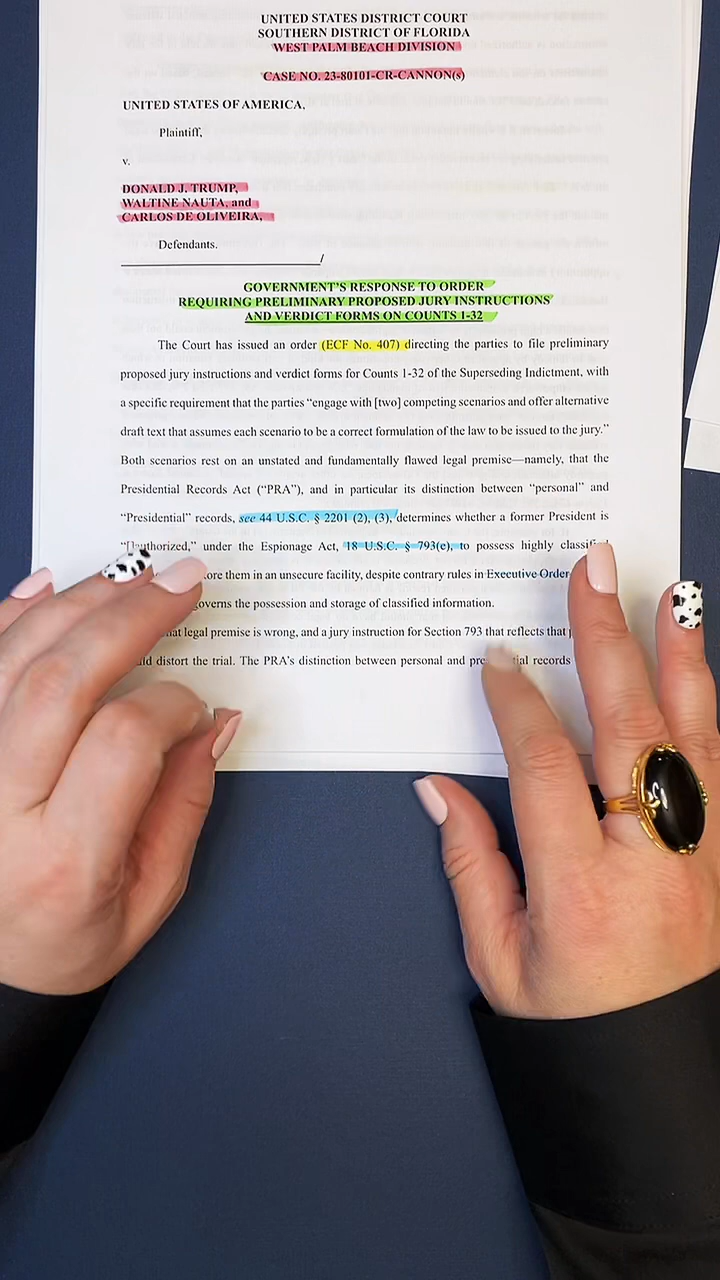 UNITED STATES DISTRICT COURT
SOUTHERN DISTRICT OF FLORIDA
WEST PALM BEACH DIVISION
CASE NO. 23-80101-CR-CANNON(s)
UNITED STATES OF AMERICA,
Plaintiff,
v.
DONALD J. TRUMP,
WALTINE NAUTA, and
CARLOS DE OLIVEIRA,
Defendants.
/
GOVERNMENT'S RESPONSE TO ORDER
REQUIRING PRELIMINARY PROPOSED JURY INSTRUCTIONS
AND VERDICT FORMS ON COUNTS 1-32
The Court has issued an order (ECF No. 407) directing the parties to file preliminary
proposed jury instructions and verdict forms for Counts 1-32 of the Superseding Indictment, with
a specific requirement that the parties “engage with [two] competing scenarios and offer alternative
draft text that assumes each scenario to be a correct formulation of the law to be issued to the jury.”
Both scenarios rest on an unstated and fundamentally flawed legal premise—namely, that the
Presidential Records Act (“PRA”), and in particular its distinction between “personal” and
“Presidential” records, see 44 U.S.C. § 2201 (2), (3), determines whether a former President is
“[]authorized,” under the Espionage Act, 18 U.S.C. § 793(e), to possess highly classified
them in an unsecure facility, despite contrary rules in Executive Order
governs the possession and storage of classified information.
that legal premise is wrong, and a jury instruction for Section 793 that reflects that
distort the trial. The PRA's distinction between personal and records